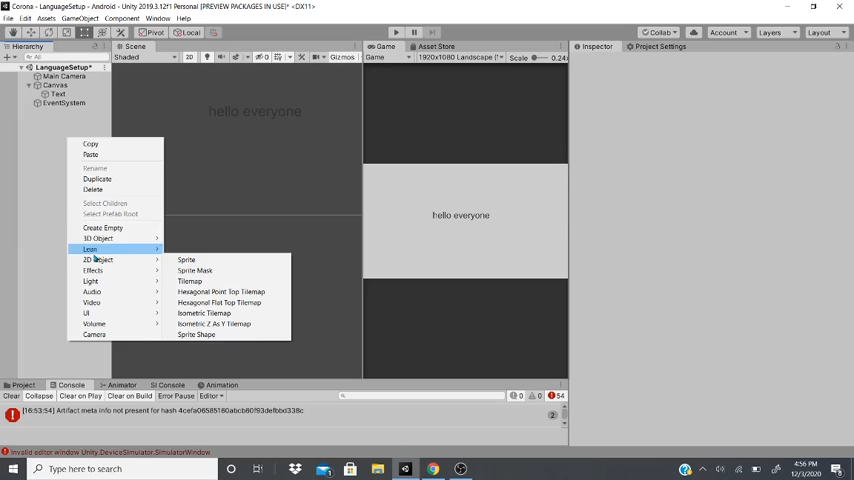 Corona - LanguageSetup - Android - Unity 2019.3.12f1 Personal [PREVIEW PACKAGES IN USE]* <DX11>
File Edit Assets GameObject Component Window Help
Pivot Local Collab Account Layers Layout
Hierarchy Scene Game Asset Store Inspector Project Settings
All Shaded 2D 0 Gizmos Game 1920x1080 Landscape ( Scale 0.24x
LanguageSetup*
Main Camera
Canvas
Text
EventSystem
hello everyone
hello everyone
Copy
Paste
Rename
Duplicate
Delete
Select Children
Select Prefab Root
Create Empty
3D Object
Lean
2D Object
Effects
Light
Audio
Video
UI
Volume
Camera
Sprite
Sprite Mask
Tilemap
Hexagonal Point Top Tilemap
Hexagonal Flat Top Tilemap
Isometric Tilemap
Isometric Z As Y Tilemap
Sprite Shape
Project Console Animator Console Animation
Clear Collapse Clear on Play Clear on Build Error Pause Editor 0 0 54
[16:53:54] Artifact meta info not present for hash 4cefa06585160abcb60f93defbbd338c 2
Invalid editor window Unity.DeviceSimulator.SimulatorWindow
Type here to search
4:56 PM
12/3/2020